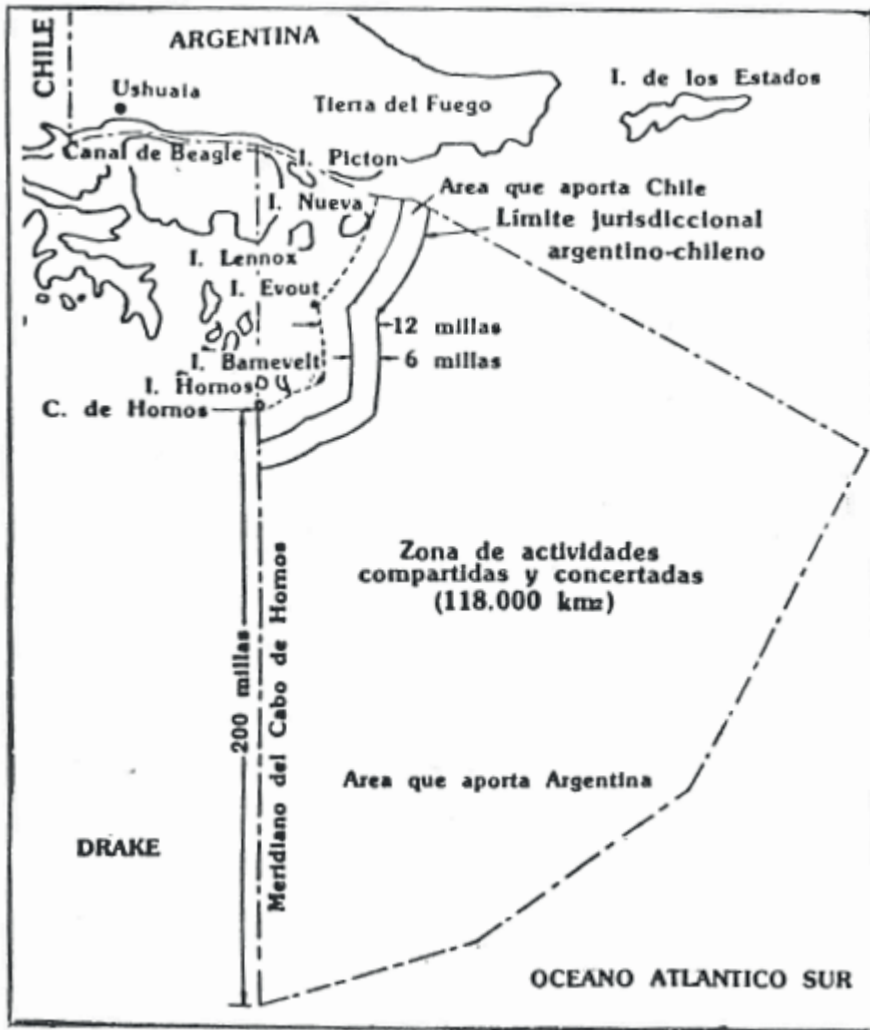 CHILE
ARGENTINA
Ushuaia
I. de los Estados
Tierra del Fuego
Canal de Beagle
I. Picton
I. Nueva
Area que aporta Chile
Límite jurisdiccional
argentino-chileno
I. Lennox
I. Evout
12 millas
I. Barnevelt
6 millas
I. Hornos
C. de Hornos
Zona de actividades
compartidas y concertadas
(118.000 km2)
200 millas
Meridiano del Cabo de Hornos
Area que aporta Argentina
DRAKE
OCEANO ATLANTICO SUR